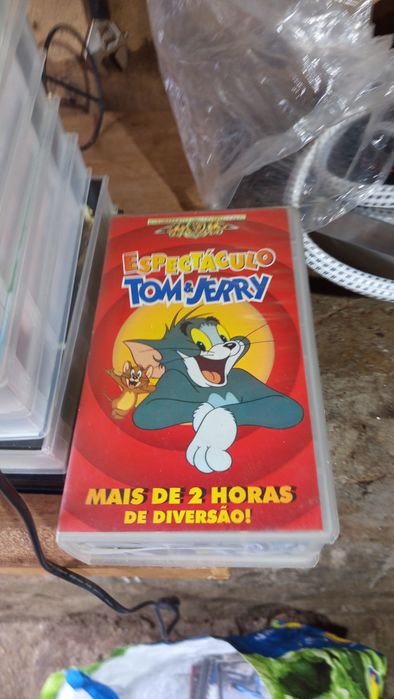 ESPECTÁCULO
TOM & JERRY
MAIS DE 2 HORAS
DE DIVERSÃO!